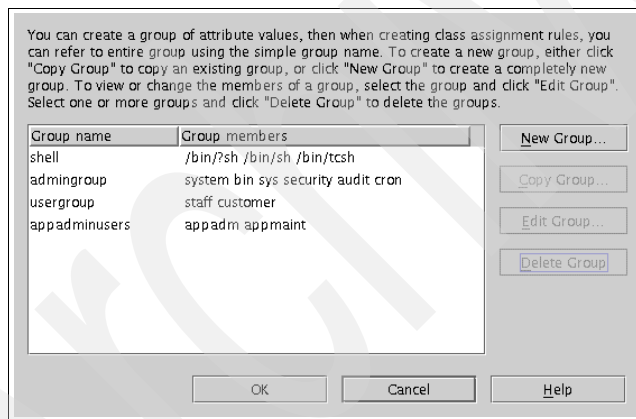 You can create a group of attribute values, then when creating class assignment rules, you
can refer to entire group using the simple group name. To create a new group, either click
"Copy Group" to copy an existing group, or click "New Group" to create a completely new
group. To view or change the members of a group, select the group and click "Edit Group".
Select one or more groups and click "Delete Group" to delete the groups.
Group name Group members
shell /bin/?sh /bin/sh /bin/tcsh
admingroup system bin sys security audit cron
usergroup staff customer
appadminusers appadm appmaint
New Group...
Copy Group...
Edit Group...
Delete Group
OK Cancel Help